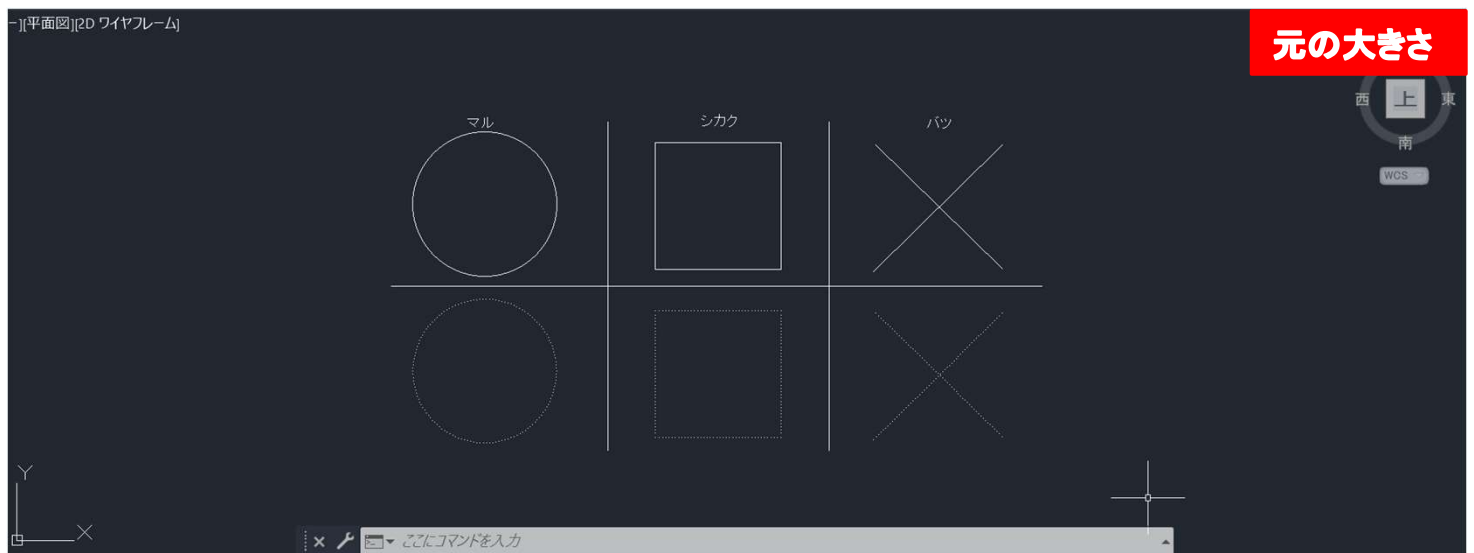 -][平面図][2D ワイヤフレーム]
元の大きさ
西 上 東
南
WCS
マル シカク バツ
Y
X
ここにコマンドを入力